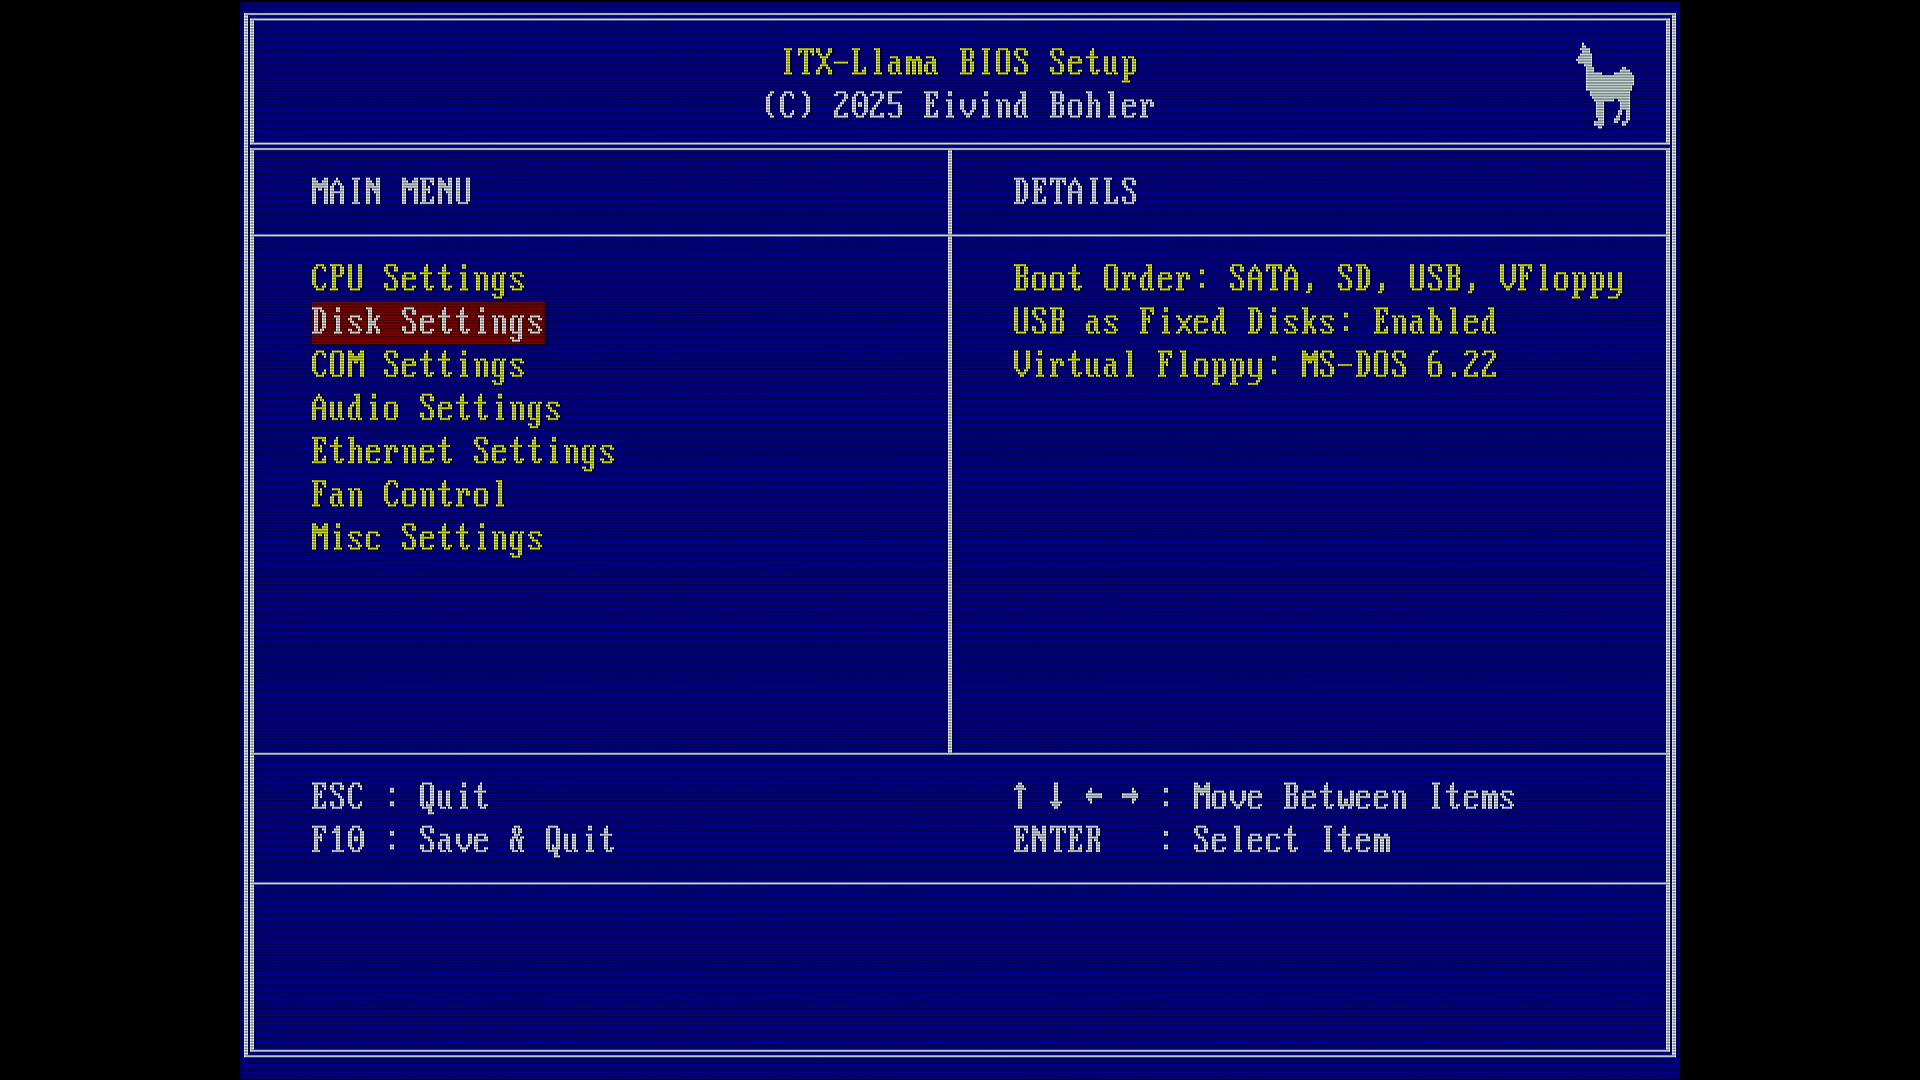 ITX-Llama BIOS Setup
(C) 2025 Eivind Bohler
MAIN MENU
CPU Settings
Disk Settings
COM Settings
Audio Settings
Ethernet Settings
Fan Control
Misc Settings
DETAILS
Boot Order: SATA, SD, USB, VFloppy
USB as Fixed Disks: Enabled
Virtual Floppy: MS-DOS 6.22
ESC : Quit
F10 : Save & Quit
↑ ↓ ← → : Move Between Items
ENTER : Select Item